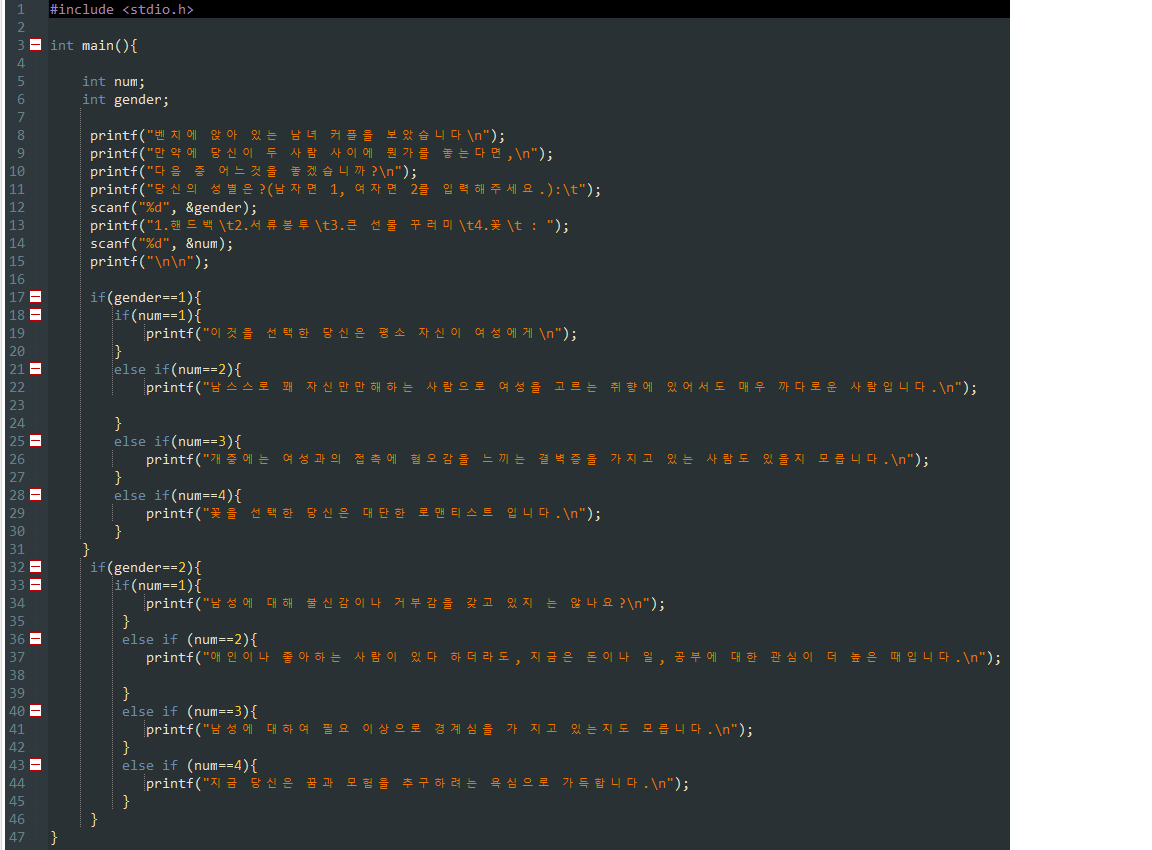 1 #include <stdio.h>
2
3 int main(){
4
5 int num;
6 int gender;
7
8 printf("벤치에 앉아 있는 남녀 커플을 보았습니다\n");
9 printf("만약에 당신이 두 사람 사이에 뭔가를 놓는다면,\n");
10 printf("다음 중 어느것을 놓겠습니까?\n");
11 printf("당신의 성별은?(남자면 1, 여자면 2를 입력해주세요.):\t");
12 scanf("%d", &gender);
13 printf("1.핸드백\t2.서류봉투\t3.큰 선물 꾸러미\t4.꽃\t : ");
14 scanf("%d", &num);
15 printf("\n\n");
16
17 if(gender==1){
18 if(num==1){
19 printf("이것을 선택한 당신은 평소 자신이 여성에게\n");
20 }
21 else if(num==2){
22 printf("남스스로 꽤 자신만만해하는 사람으로 여성을 고르는 취향에 있어서도 매우 까다로운 사람입니다.\n");
23
24 }
25 else if(num==3){
26 printf("개중에는 여성과의 접촉에 혐오감을 느끼는 결벽증을 가지고 있는 사람도 있을지 모릅니다.\n");
27 }
28 else if(num==4){
29 printf("꽃을 선택한 당신은 대단한 로맨티스트 입니다.\n");
30 }
31 }
32 if(gender==2){
33 if(num==1){
34 printf("남성에 대해 불신감이나 거부감을 갖고 있지 는 않나요?\n");
35 }
36 else if (num==2){
37 printf("애인이나 좋아하는 사람이 있다 하더라도, 지금은 돈이나 일,공부에 대한 관심이 더 높은 때입니다.\n");
38
39 }
40 else if (num==3){
41 printf("남성에 대하여 필요 이상으로 경계심을 가 지고 있는지도 모릅니다.\n");
42 }
43 else if (num==4){
44 printf("지금 당신은 꿈과 모험을 추구하려는 욕심으로 가득합니다.\n");
45 }
46 }
47 }